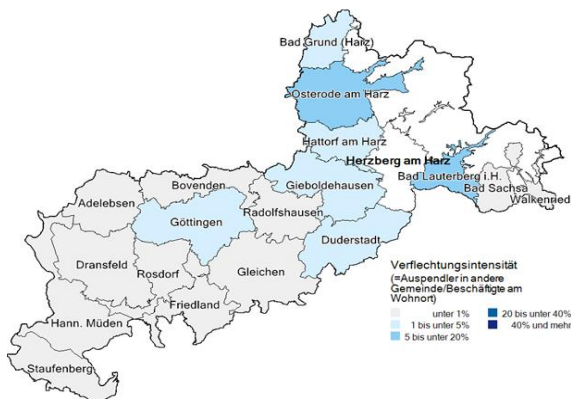 Bad Grund (Harz)
Osterode am Harz
Hattorf am Harz
Herzberg am Harz
Bad Lauterberg i.H.
Bad Sachsa
Walkenried
Gieboldehausen
Bovenden
Adelebsen
Radolfshausen
Göttingen
Duderstadt
Dransfeld
Rosdorf
Gleichen
Friedland
Hann. Müden
Staufenberg
Verflechtungsintensität
(=Auspendler in andere
Gemeinde/Beschäftigte am
Wohnort)
unter 1%
1 bis unter 5%
5 bis unter 20%
20 bis unter 40%
40% und mehr